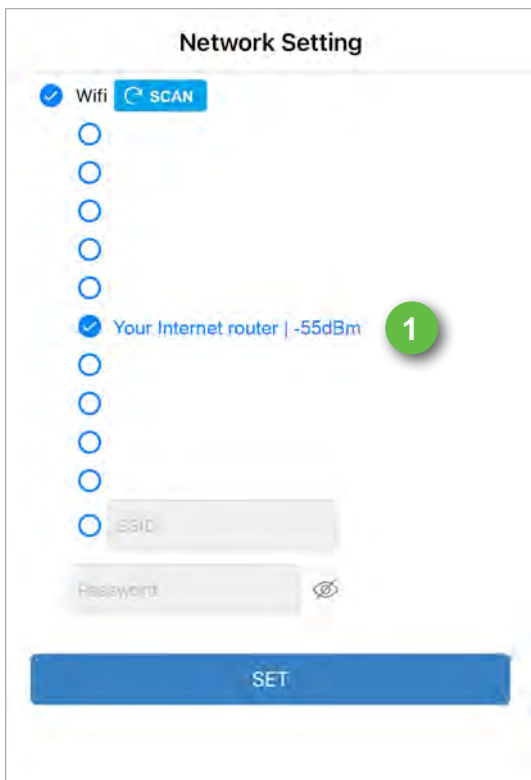 Network Setting
Wifi SCAN
Your Internet router | -55dBm 1
SSID
Password
SET